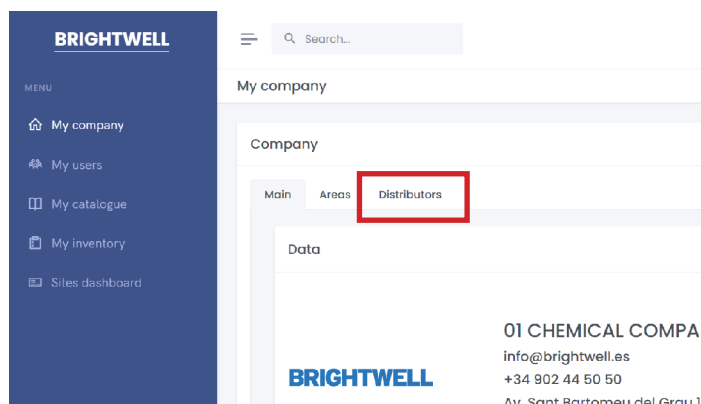 BRIGHTWELL
Search...
MENU
My company
My users
My catalogue
My inventory
Sites dashboard
My company
Company
Main Areas Distributors
Data
BRIGHTWELL
01 CHEMICAL COMPA
info@brightwell.es
+34 902 44 50 50
Av. Sant Bartomeu del Grau 1